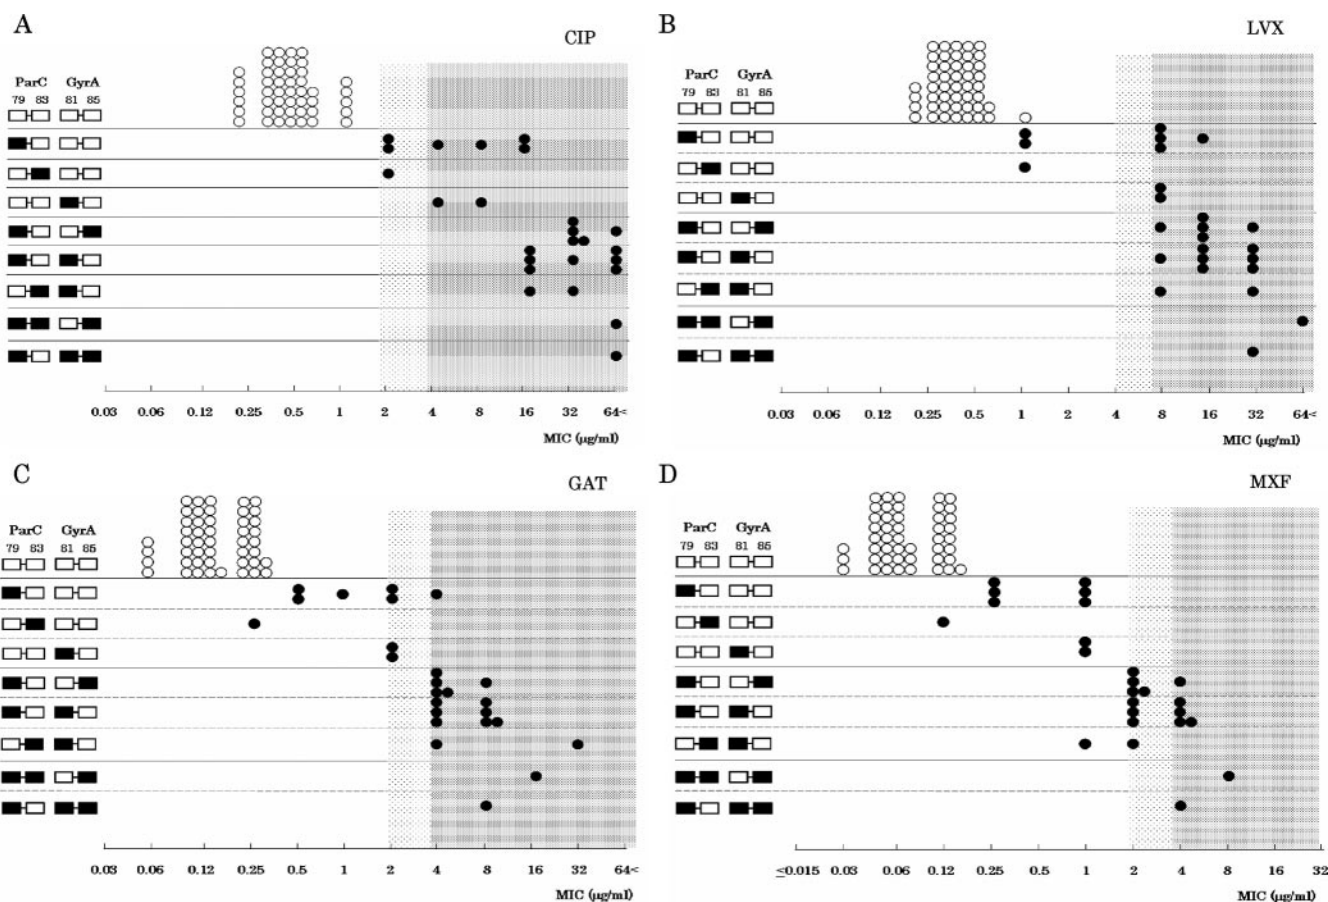 A
CIP
ParC GyrA
79 83 81 85
0.03 0.06 0.12 0.25 0.5 1 2 4 8 16 32 64<
MIC (µg/ml)
B
LVX
ParC GyrA
79 83 81 85
0.03 0.06 0.12 0.25 0.5 1 2 4 8 16 32 64<
MIC (µg/ml)
C
GAT
ParC GyrA
79 83 81 85
0.03 0.06 0.12 0.25 0.5 1 2 4 8 16 32 64<
MIC (µg/ml)
D
MXF
ParC GyrA
79 83 81 85
≤0.015 0.03 0.06 0.12 0.25 0.5 1 2 4 8 16 32
MIC (µg/ml)